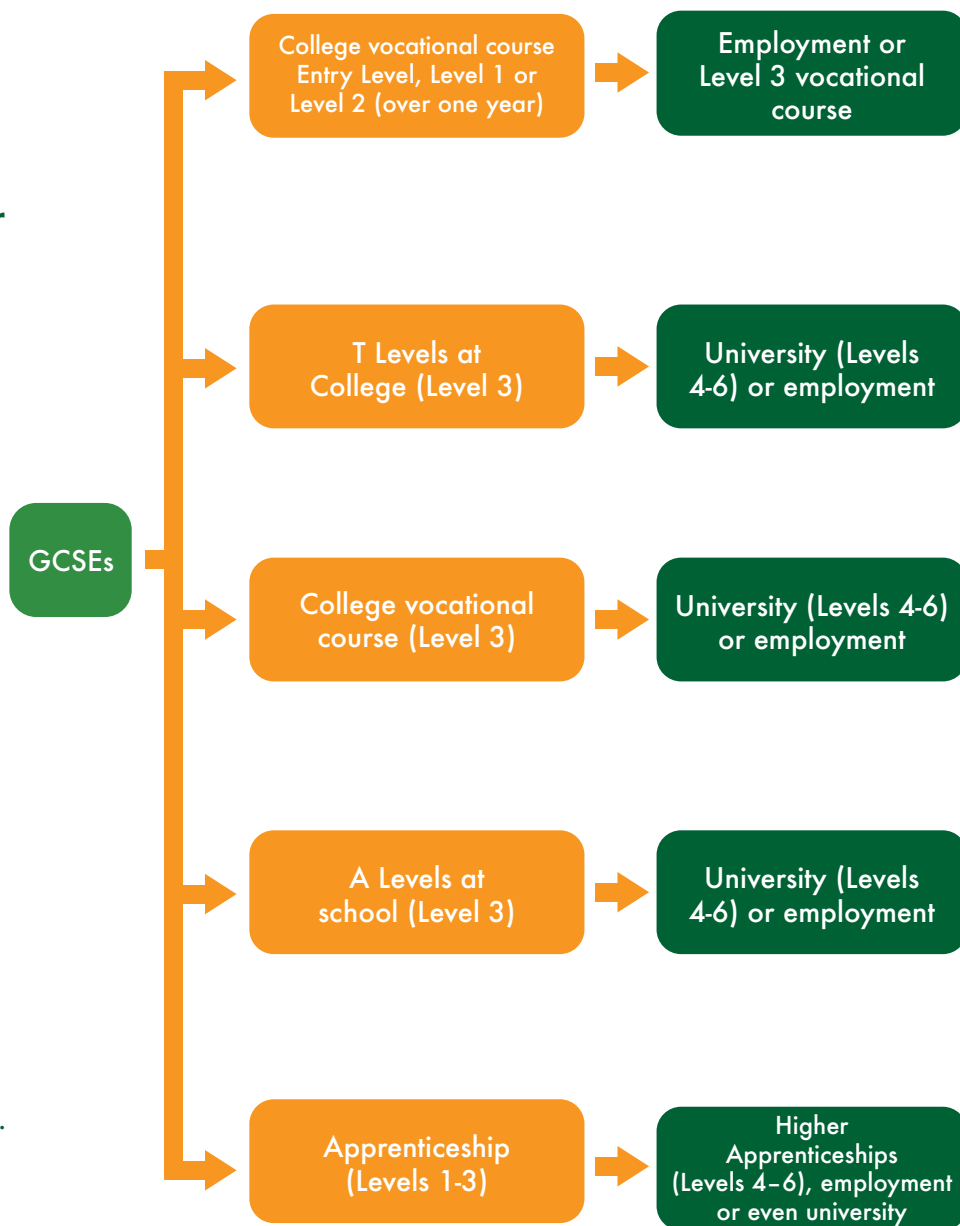 College vocational course
Entry Level, Level 1 or
Level 2 (over one year)
Employment or
Level 3 vocational
course
T Levels at
College (Level 3)
University (Levels
4-6) or employment
GCSEs
College vocational
course (Level 3)
University (Levels 4-6)
or employment
A Levels at
school (Level 3)
University (Levels
4-6) or employment
Apprenticeship
(Levels 1-3)
Higher
Apprenticeships
(Levels 4–6), employment
or even university